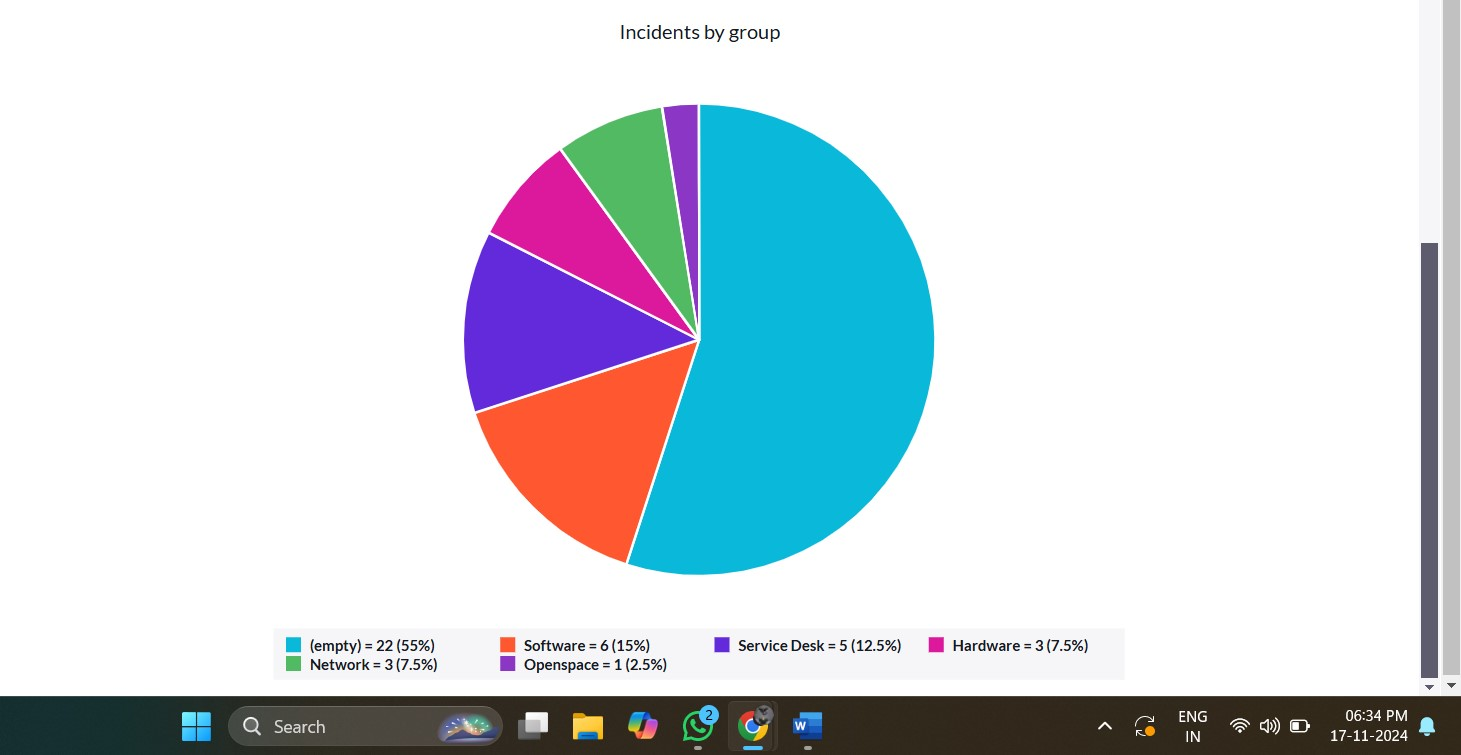 Incidents by group
(empty) = 22 (55%) Software = 6 (15%) Service Desk = 5 (12.5%) Hardware = 3 (7.5%)
Network = 3 (7.5%) Openspace = 1 (2.5%)
Search 2 W ENG 06:34 PM
IN 17-11-2024